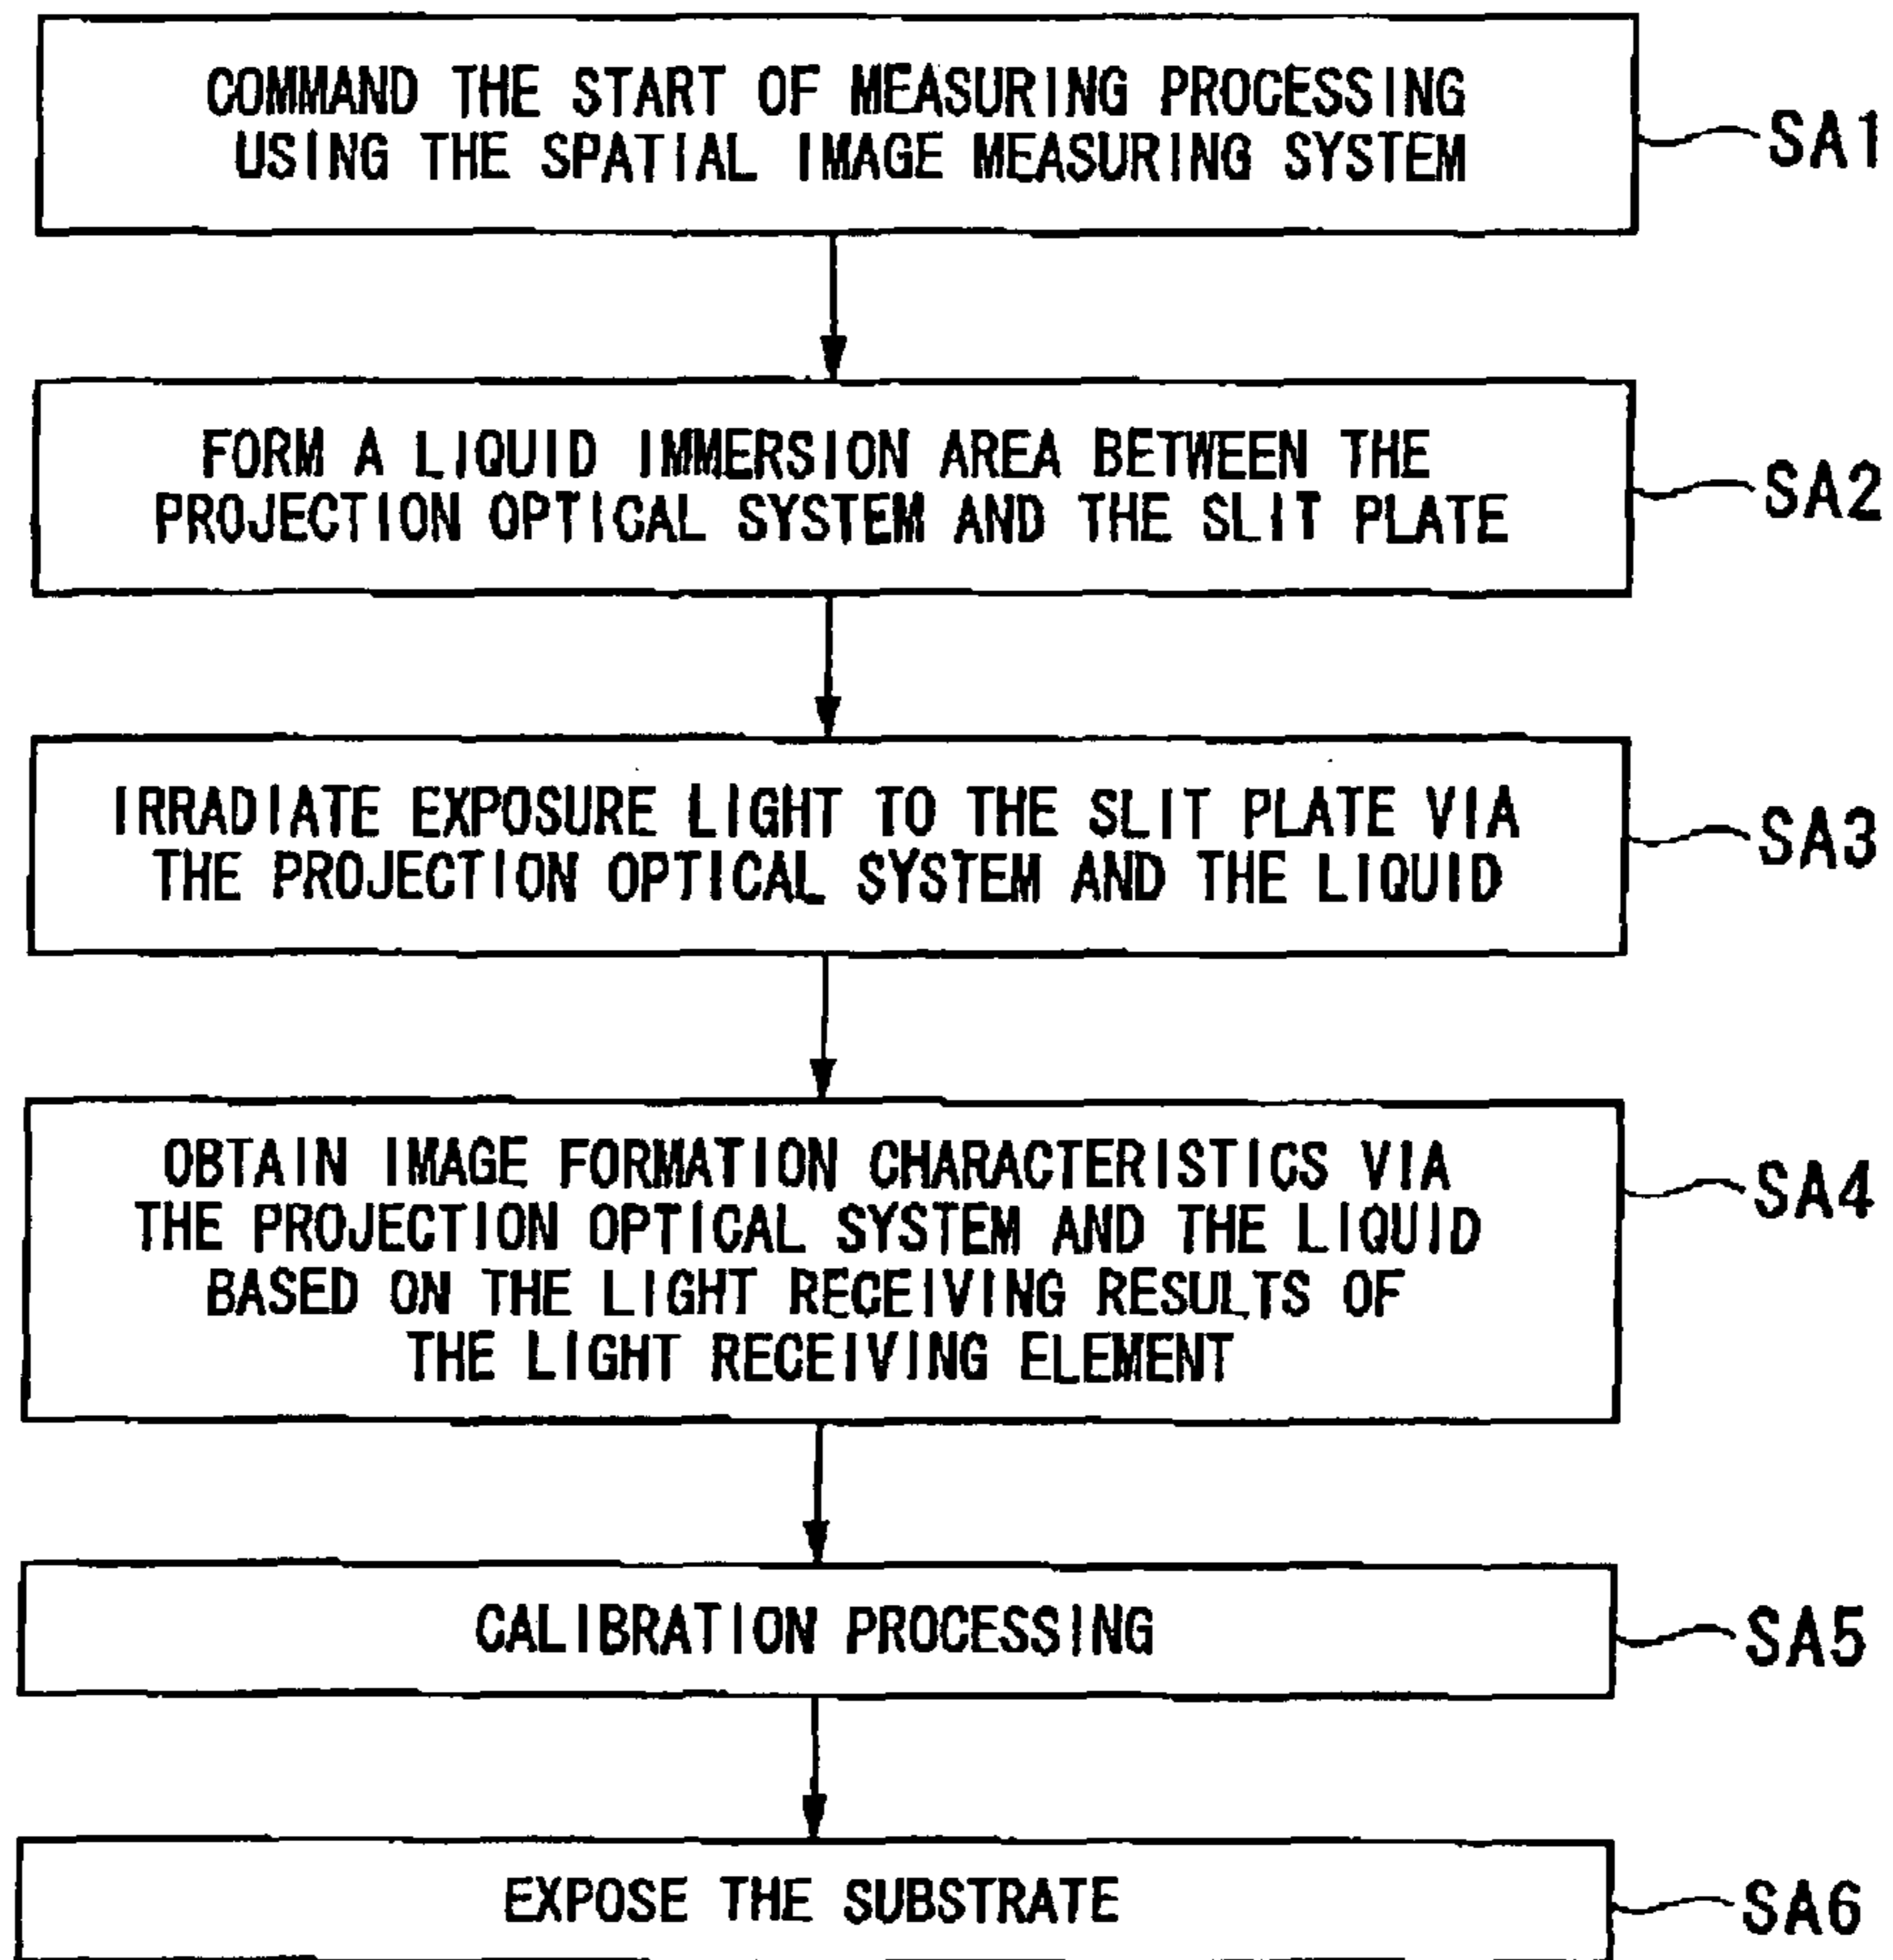 COMMAND THE START OF MEASURING PROCESSING
USING THE SPATIAL IMAGE MEASURING SYSTEM
SA1
FORM A LIQUID IMMERSION AREA BETWEEN THE
PROJECTION OPTICAL SYSTEM AND THE SLIT PLATE
SA2
IRRADIATE EXPOSURE LIGHT TO THE SLIT PLATE VIA
THE PROJECTION OPTICAL SYSTEM AND THE LIQUID
SA3
OBTAIN IMAGE FORMATION CHARACTERISTICS VIA
THE PROJECTION OPTICAL SYSTEM AND THE LIQUID
BASED ON THE LIGHT RECEIVING RESULTS OF
THE LIGHT RECEIVING ELEMENT
SA4
CALIBRATION PROCESSING
SA5
EXPOSE THE SUBSTRATE
SA6